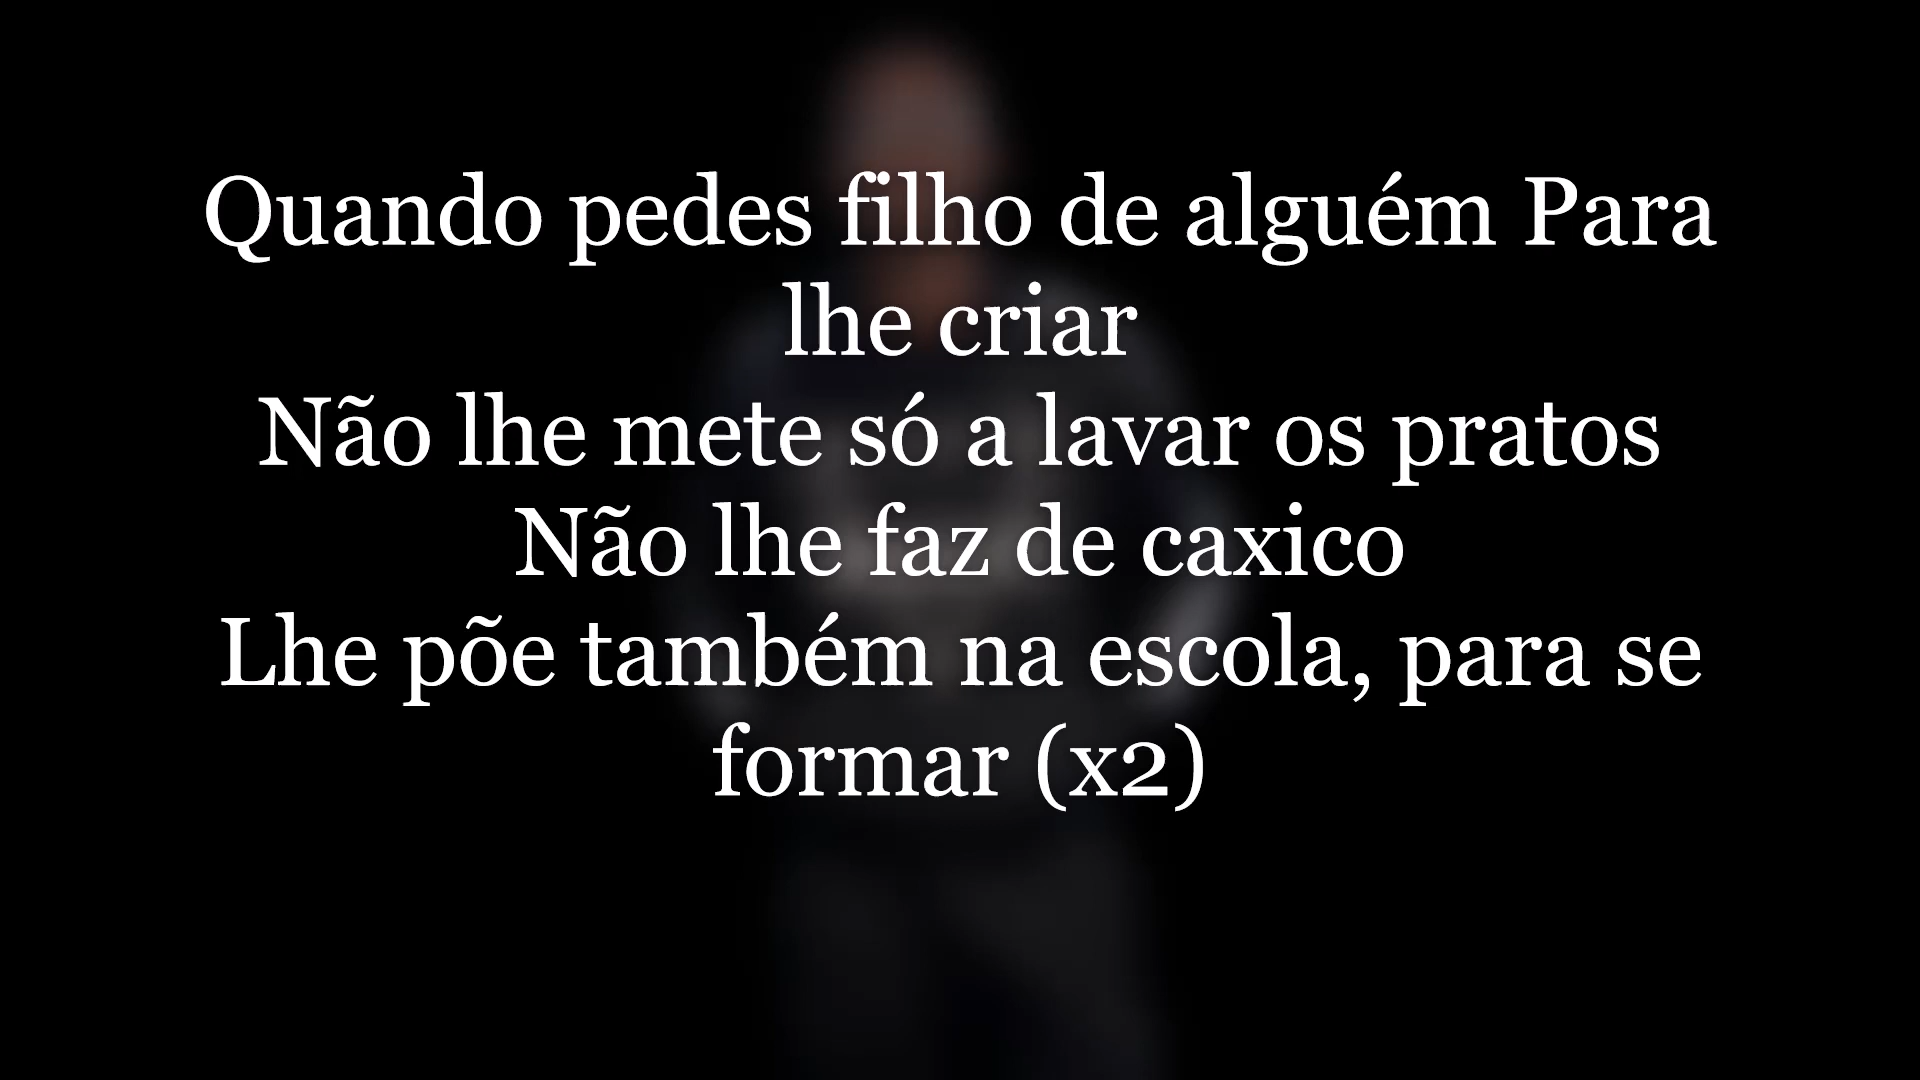 Quando pedes filho de alguém Para
lhe criar
Não lhe mete só a lavar os pratos
Não lhe faz de caxico
Lhe põe também na escola, para se
formar (x2)